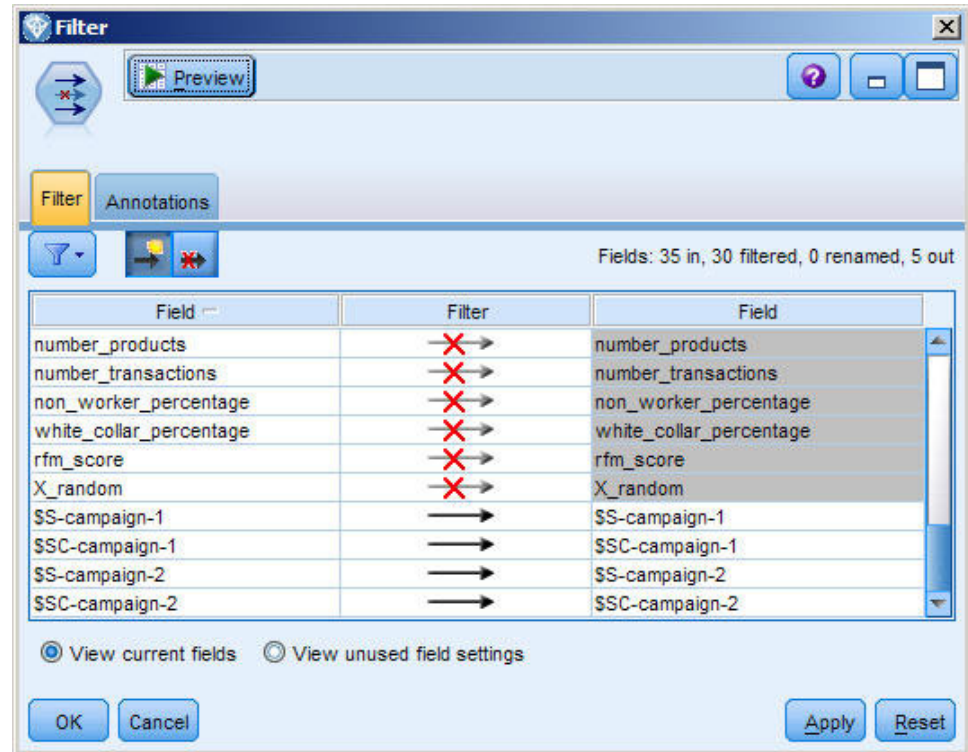 Filter
Preview
Filter Annotations
Fields: 35 in, 30 filtered, 0 renamed, 5 out
Field Filter Field
number_products number_products
number_transactions number_transactions
non_worker_percentage non_worker_percentage
white_collar_percentage white_collar_percentage
rfm_score rfm_score
X_random X_random
$S-campaign-1 $S-campaign-1
$SC-campaign-1 $SC-campaign-1
$S-campaign-2 $S-campaign-2
$SC-campaign-2 $SC-campaign-2
View current fields View unused field settings
OK Cancel Apply Reset